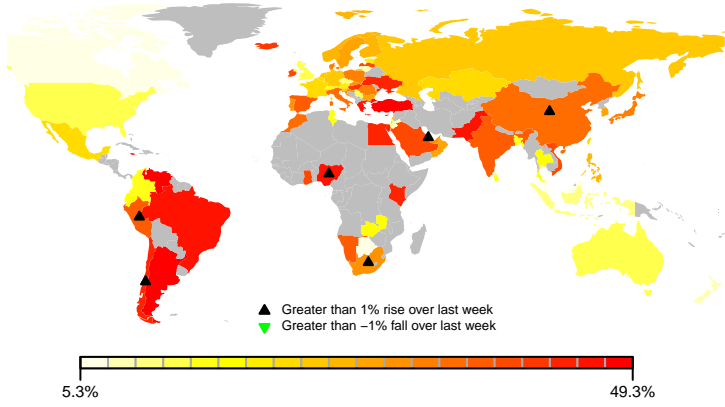 Greater than 1% rise over last week
Greater than −1% fall over last week
5.3%
49.3%